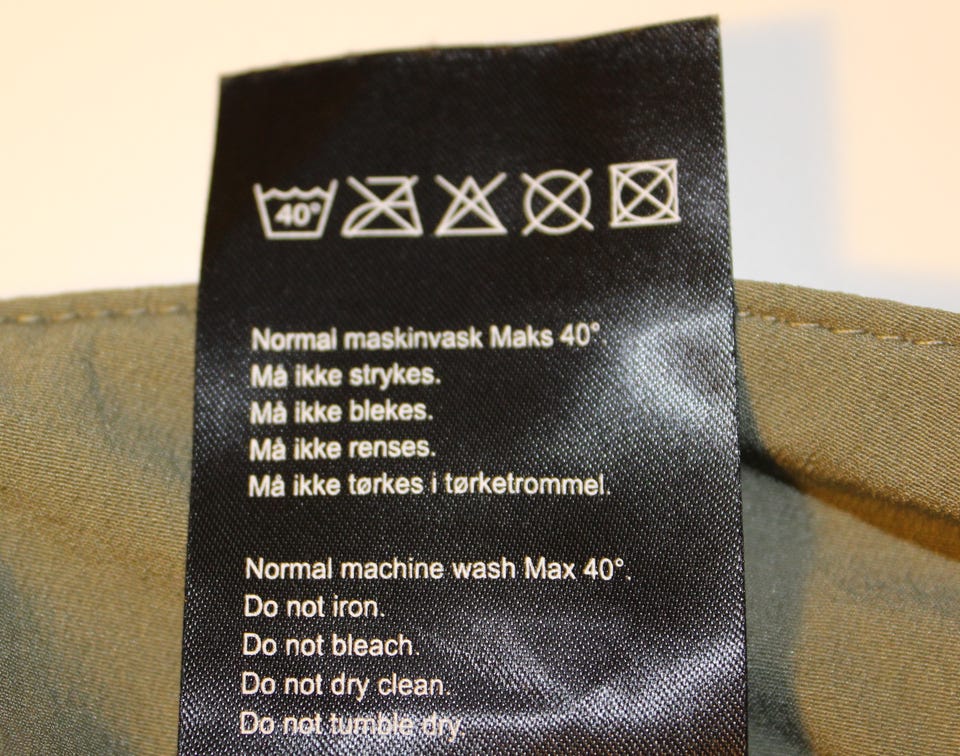 40°
Normal maskinvask Maks 40°.
Må ikke strykes.
Må ikke blekes.
Må ikke renses.
Må ikke tørkes i tørketrommel.
Normal machine wash Max 40°.
Do not iron.
Do not bleach.
Do not dry clean.
Do not tumble dry.